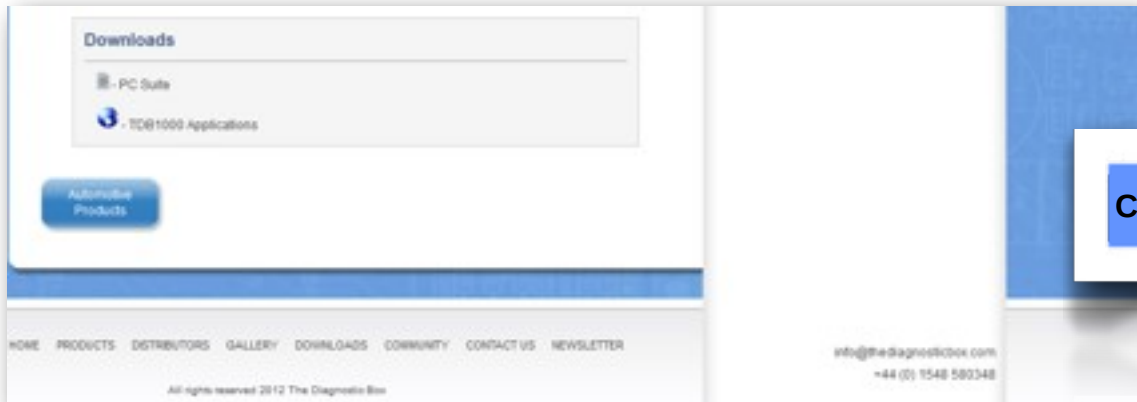 Downloads
- PC Suite
- TDB1000 Applications
Automotive
Products
C
HOME PRODUCTS DISTRIBUTORS GALLERY DOWNLOADS COMMUNITY CONTACT US NEWSLETTER
info@thediagnosticbox.com
+44 (0) 1548 580348
All rights reserved 2012 The Diagnostic Box